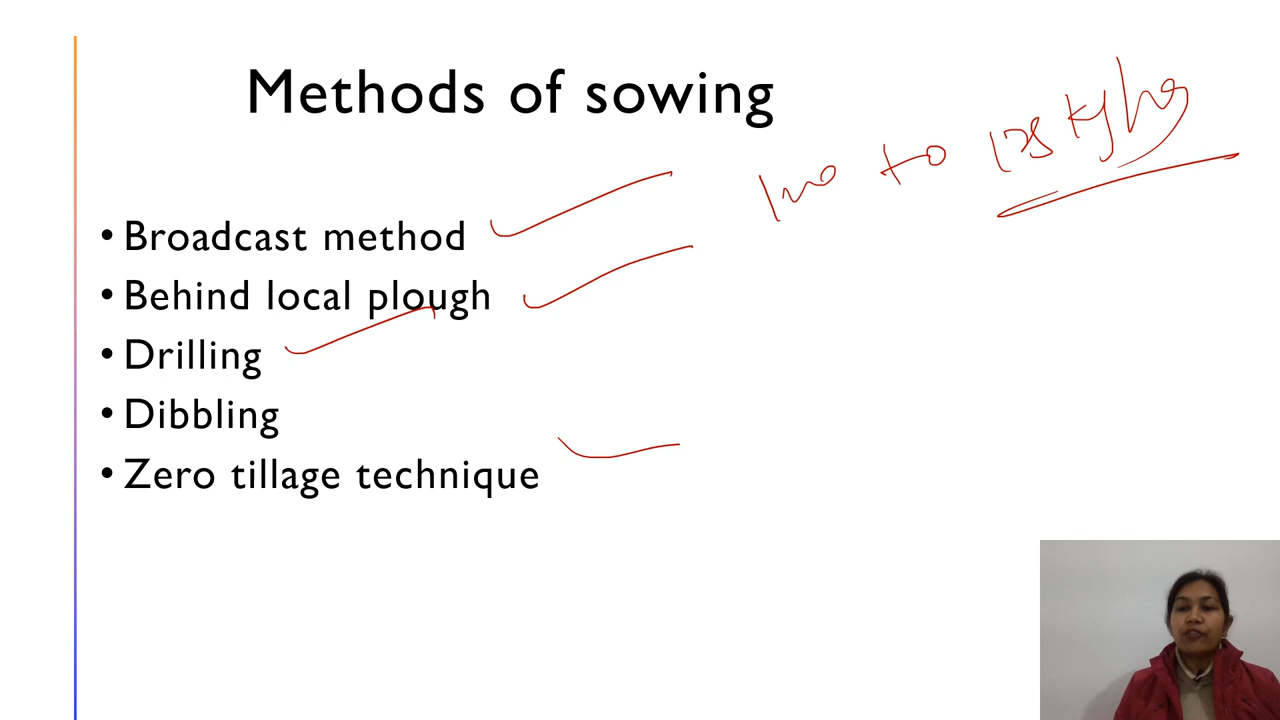 Methods of sowing
100 to 125 kg/ha
• Broadcast method
• Behind local plough
• Drilling
• Dibbling
• Zero tillage technique